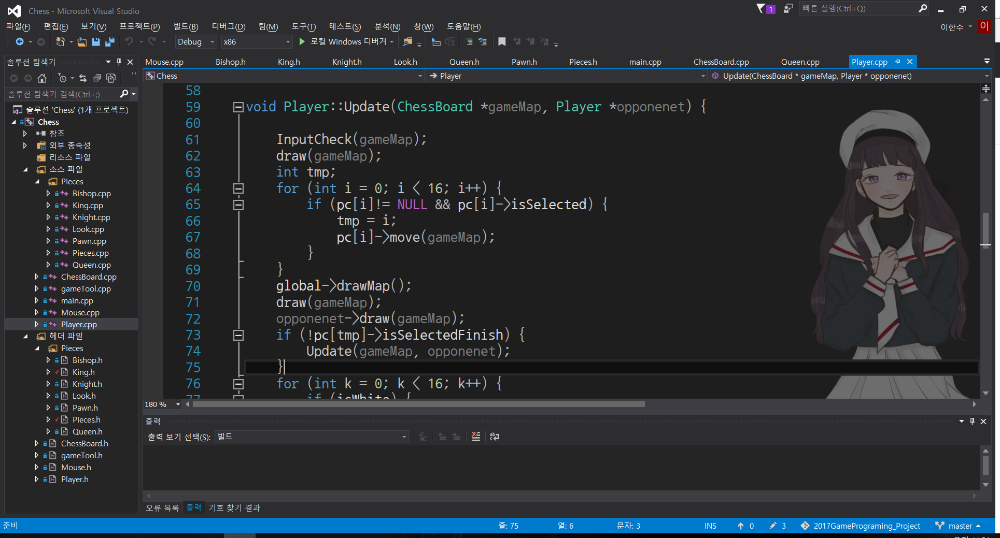 Chess - Microsoft Visual Studio
1
빠른 실행(Ctrl+Q)
파일(F) 편집(E) 보기(V) 프로젝트(P) 빌드(B) 디버그(D) 팀(M) 도구(T) 테스트(S) 분석(N) 창(W) 도움말(H)
이한수 이
Debug x86 로컬 Windows 디버거
솔루션 탐색기
Mouse.cpp Bishop.h King.h Knight.h Look.h Queen.h Pawn.h Pieces.h main.cpp ChessBoard.cpp Queen.cpp Player.cpp
Chess Player Update(ChessBoard * gameMap, Player * opponenet)
솔루션 탐색기 검색(Ctrl+;)
솔루션 'Chess' (1개 프로젝트)
Chess
참조
외부 종속성
리소스 파일
소스 파일
Pieces
Bishop.cpp
King.cpp
Knight.cpp
Look.cpp
Pawn.cpp
Pieces.cpp
Queen.cpp
ChessBoard.cpp
gameTool.cpp
main.cpp
Mouse.cpp
Player.cpp
헤더 파일
Pieces
Bishop.h
King.h
Knight.h
Look.h
Pawn.h
Pieces.h
Queen.h
ChessBoard.h
gameTool.h
Mouse.h
Player.h
58
59 void Player::Update(ChessBoard *gameMap, Player *opponenet) {
60
61 InputCheck(gameMap);
62 draw(gameMap);
63 int tmp;
64 for (int i = 0; i < 16; i++) {
65 if (pc[i]!= NULL && pc[i]->isSelected) {
66 tmp = i;
67 pc[i]->move(gameMap);
68 }
69 }
70 global->drawMap();
71 draw(gameMap);
72 opponenet->draw(gameMap);
73 if (!pc[tmp]->isSelectedFinish) {
74 Update(gameMap, opponenet);
75 }
76 for (int k = 0; k < 16; k++) {
77 if (isWhite) {
180 %
출력
출력 보기 선택(S): 빌드
오류 목록 출력 기호 찾기 결과
준비 줄: 75 열: 6 문자: 3 INS 0 3 2017GamePrograming_Project master